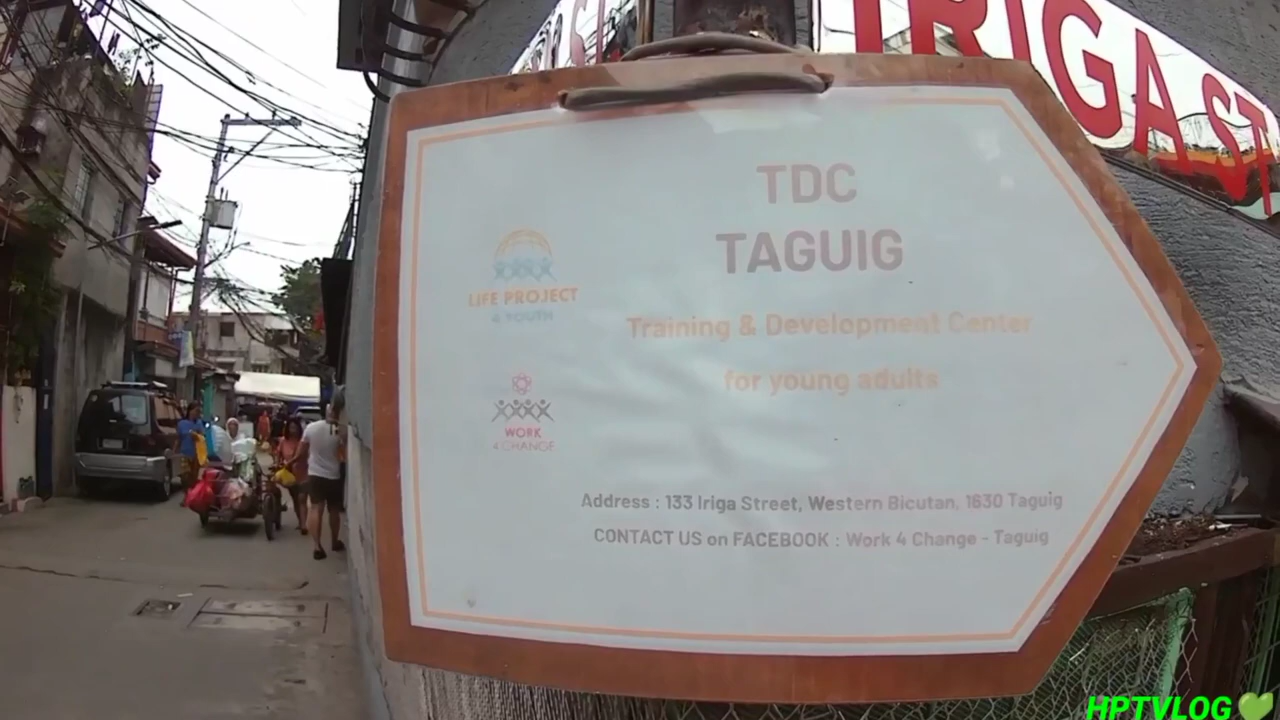 IRIGA ST
TDC
TAGUIG
LIFE PROJECT
4 YOUTH
Training & Development Center
for young adults
WORK
4 CHANGE
Address : 133 Iriga Street, Western Bicutan, 1630 Taguig
CONTACT US on FACEBOOK : Work 4 Change - Taguig
HPTVLOG💚